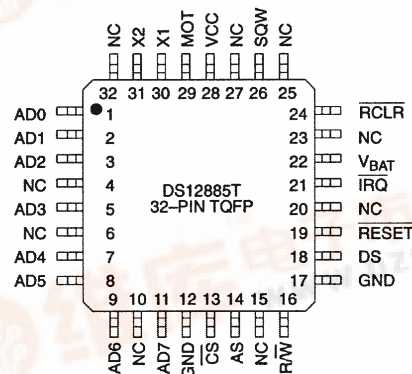 NC X2 X1 MOT VCC NC SQW NC
32 31 30 29 28 27 26 25
AD0 1 24 RCLR
AD1 2 23 NC
AD2 3 22 VBAT
NC 4 21 IRQ
AD3 5 20 NC
NC 6 19 RESET
AD4 7 18 DS
AD5 8 17 GND
DS12885T
32–PIN TQFP
9 10 11 12 13 14 15 16
AD6 NC AD7 GND CS AS NC R/W